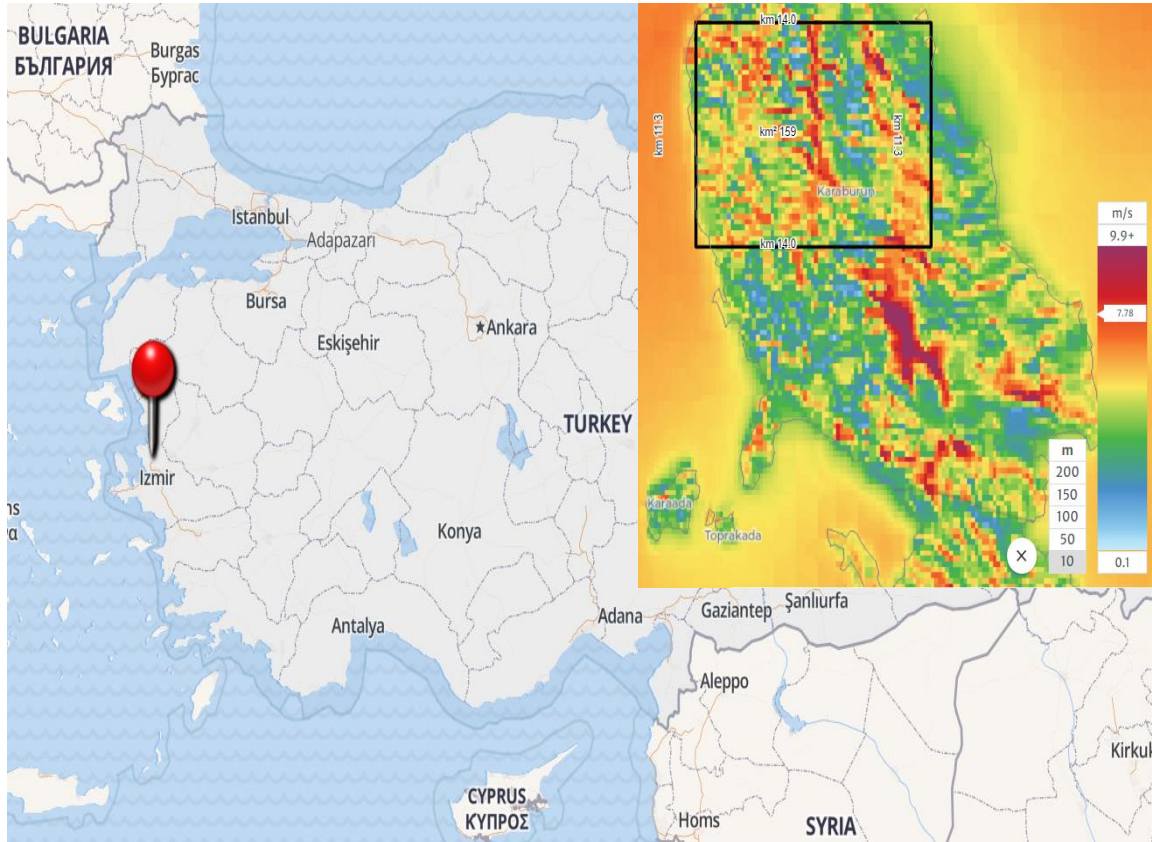 BULGARIA
БЪЛГАРИЯ
Burgas
Бургас
Istanbul
Adapazarı
Bursa
Eskişehir
Ankara
TURKEY
Izmir
Konya
Antalya
Adana
Gaziantep
Şanlıurfa
Aleppo
Kirkuk
CYPRUS
ΚΥΠΡΟΣ
Homs
SYRIA
km 14.0
km 11.3
km² 159
km 11.3
Karaburun
km 14.0
Karaada
Toprakada
m/s
9.9+
7.78
0.1
m
200
150
100
50
10